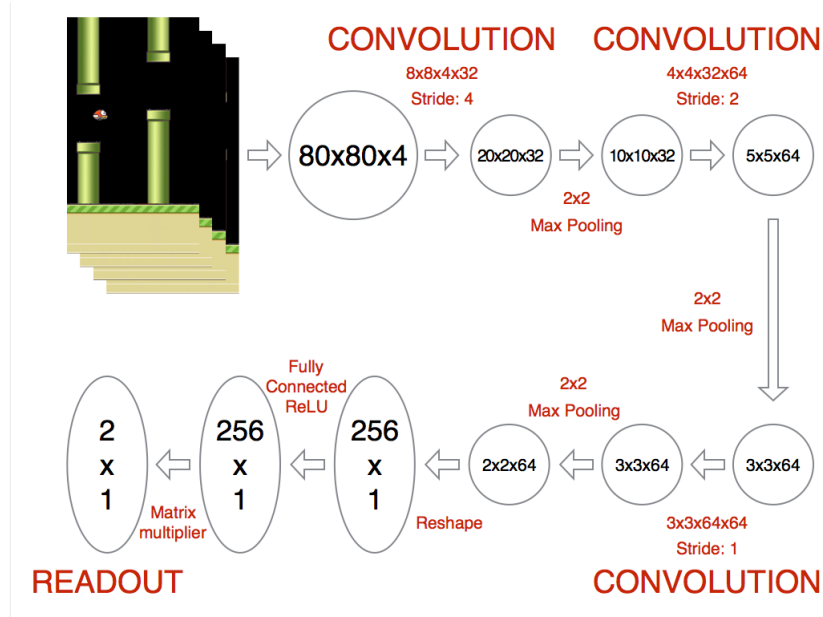 CONVOLUTION
8x8x4x32
Stride: 4
CONVOLUTION
4x4x32x64
Stride: 2
80x80x4
20x20x32
10x10x32
5x5x64
2x2
Max Pooling
2x2
Max Pooling
2x2
Max Pooling
3x3x64
3x3x64
2x2x64
3x3x64x64
Stride: 1
CONVOLUTION
Reshape
256
x
1
Fully
Connected
ReLU
256
x
1
Matrix
multiplier
2
x
1
READOUT